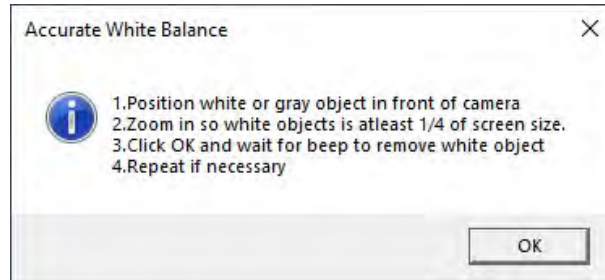 Accurate White Balance
1.Position white or gray object in front of camera
2.Zoom in so white objects is atleast 1/4 of screen size.
3.Click OK and wait for beep to remove white object
4.Repeat if necessary
OK